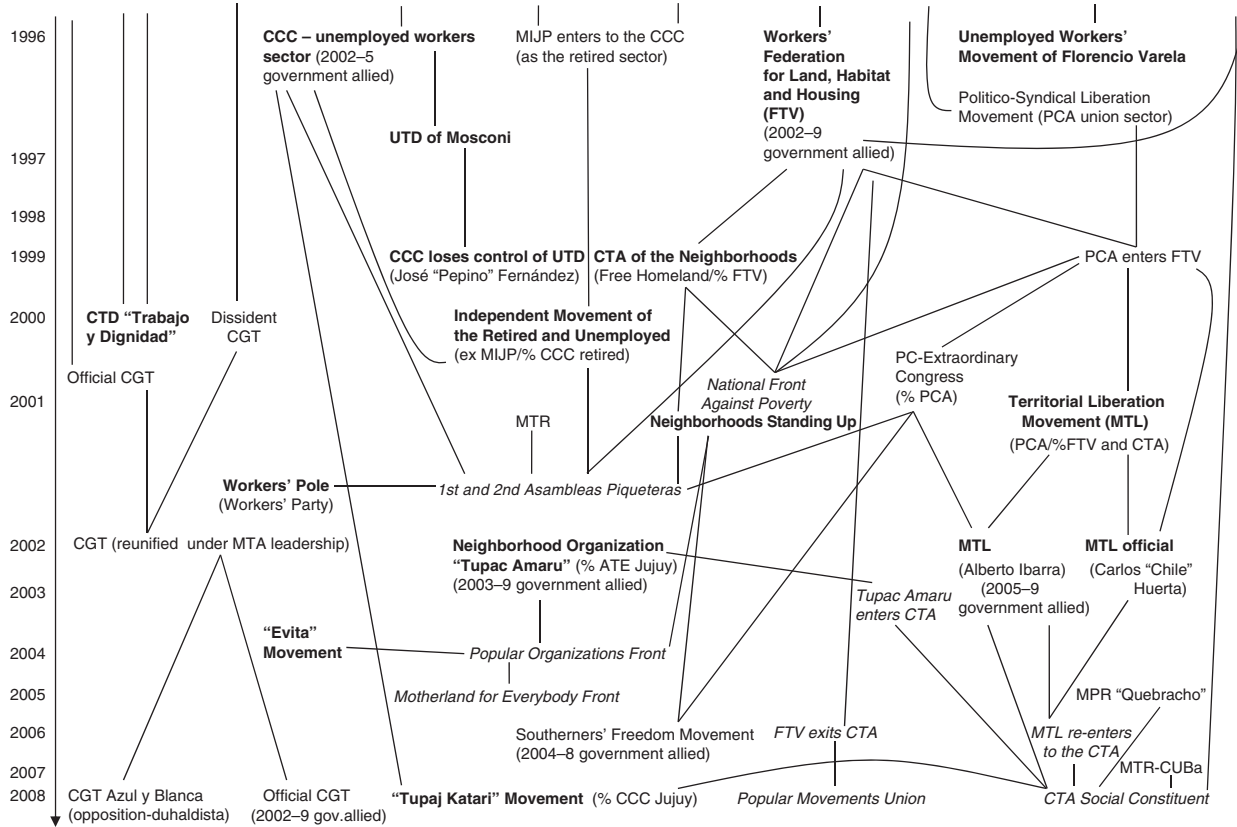 1996
CCC – unemployed workers
sector (2002–5
government allied)
MIJP enters to the CCC
(as the retired sector)
Workers’
Federation
for Land, Habitat
and Housing
(FTV)
(2002–9
government allied)
Unemployed Workers’
Movement of Florencio Varela
Politico-Syndical Liberation
Movement (PCA union sector)
UTD of Mosconi
1997
1998
1999
CCC loses control of UTD
(José “Pepino” Fernández)
CTA of the Neighborhoods
(Free Homeland/% FTV)
PCA enters FTV
2000
CTD “Trabajo
y Dignidad”
Dissident
CGT
Independent Movement of
the Retired and Unemployed
(ex MIJP/% CCC retired)
Official CGT
National Front
Against Poverty
PC-Extraordinary
Congress
(% PCA)
2001
MTR
Neighborhoods Standing Up
Territorial Liberation
Movement (MTL)
(PCA/%FTV and CTA)
Workers’ Pole
(Workers’ Party)
1st and 2nd Asambleas Piqueteras
2002
CGT (reunified under MTA leadership)
Neighborhood Organization
“Tupac Amaru” (% ATE Jujuy)
(2003–9 government allied)
MTL
(Alberto Ibarra)
(2005–9
government allied)
MTL official
(Carlos “Chile”
Huerta)
2003
Tupac Amaru
enters CTA
“Evita”
Movement
2004
Popular Organizations Front
2005
Motherland for Everybody Front
MPR “Quebracho”
2006
Southerners’ Freedom Movement
(2004–8 government allied)
FTV exits CTA
MTL re-enters
to the CTA
2007
MTR-CUBa
2008
CGT Azul y Blanca
(opposition-duhaldista)
Official CGT
(2002–9 gov.allied)
“Tupaj Katari” Movement (% CCC Jujuy)
Popular Movements Union
CTA Social Constituent